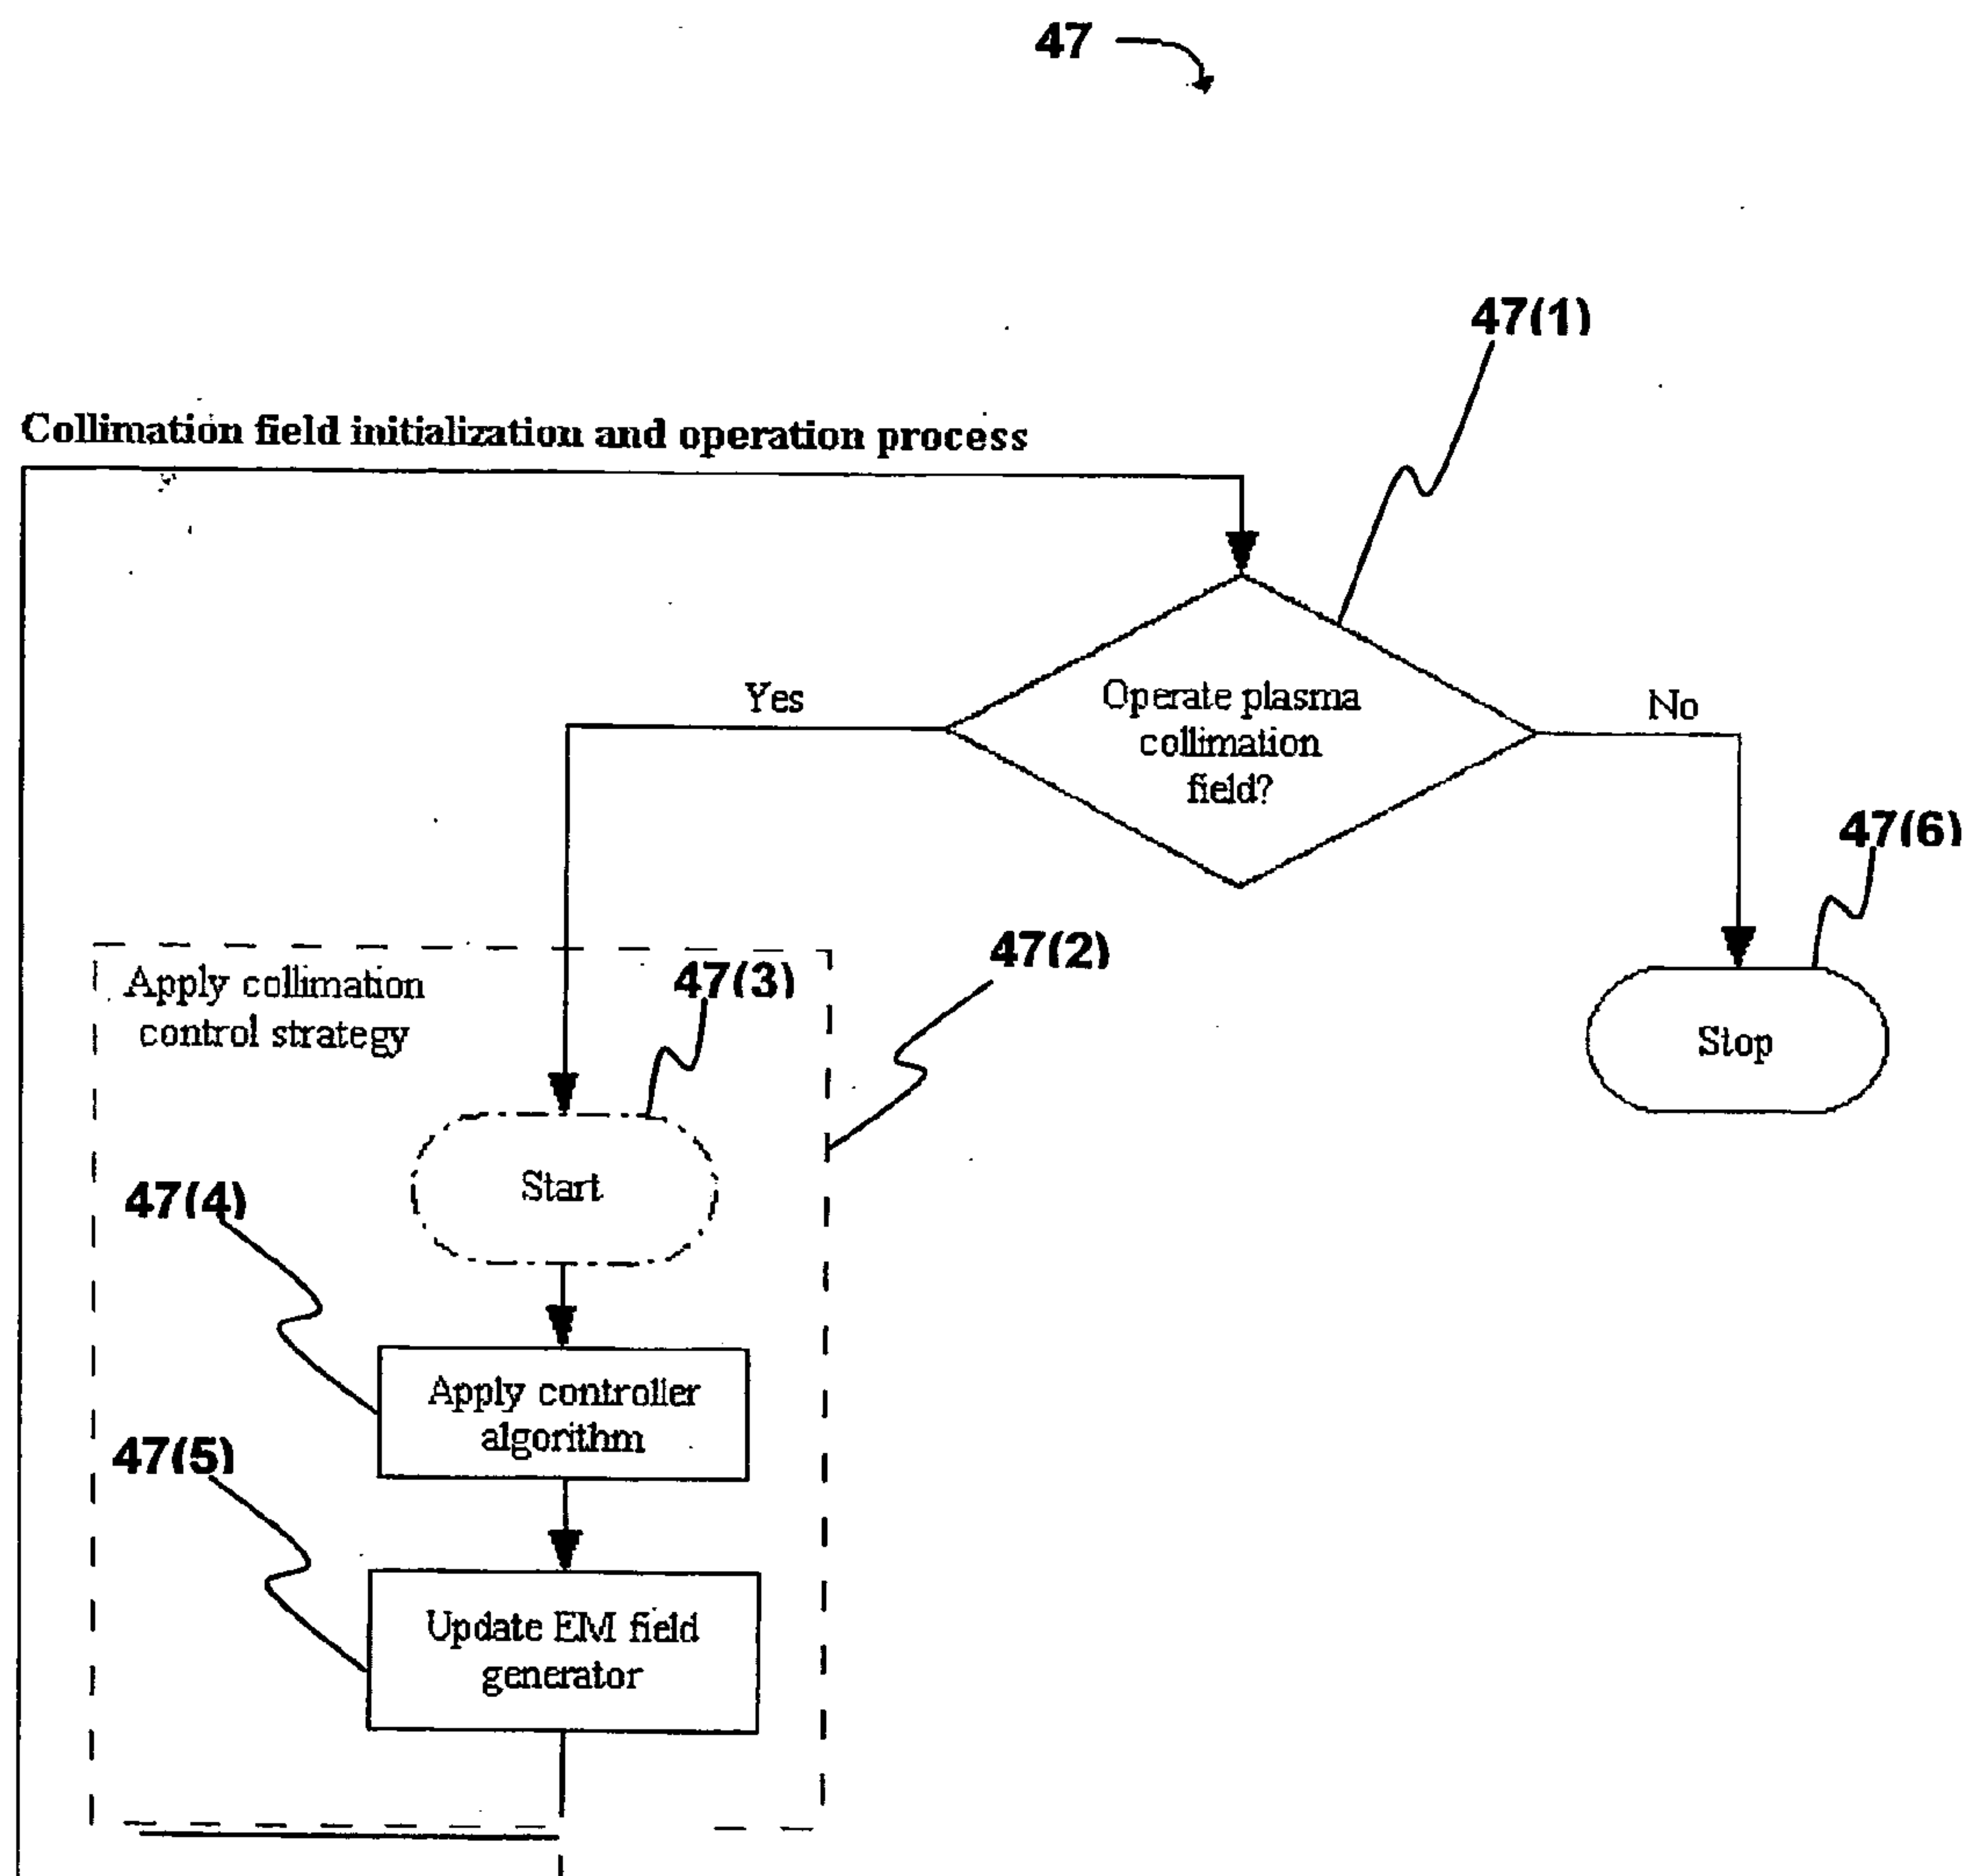 47
47(1)
Collimation field initialization and operation process
Yes
Operate plasma
collimation
field?
No
47(6)
Stop
47(2)
Apply collimation
control strategy
47(3)
Start
47(4)
Apply controller
algorithm
47(5)
Update EM field
generator